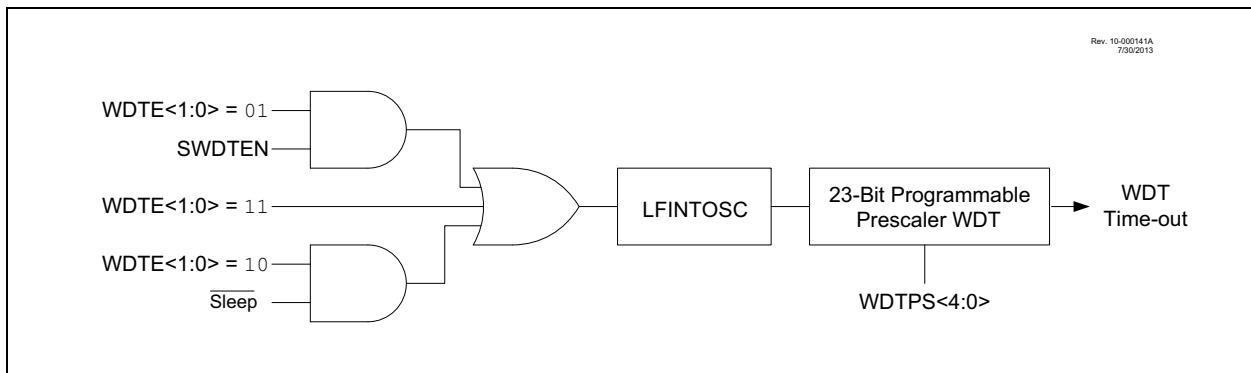 Rev. 10-000141A
7/30/2013
WDTE<1:0> = 01
SWDTEN
WDTE<1:0> = 11
WDTE<1:0> = 10
Sleep
LFINTOSC
23-Bit Programmable
Prescaler WDT
WDT
Time-out
WDTPS<4:0>